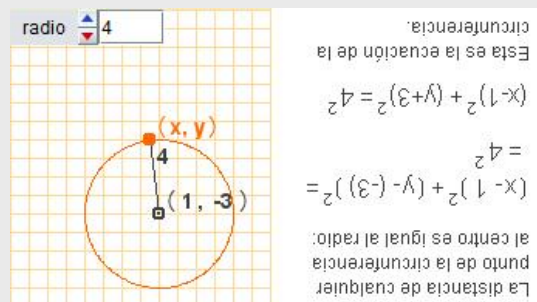 radio 4
(x, y)
4
(1, -3)
La distancia de cualquier
punto de la circunferencia
al centro es igual al radio:
(x- 1 )² + (y- (-3) )² =
= 4²
(x-1)² + (y+3)² = 4²
Esta es la ecuación de la
circunferencia.